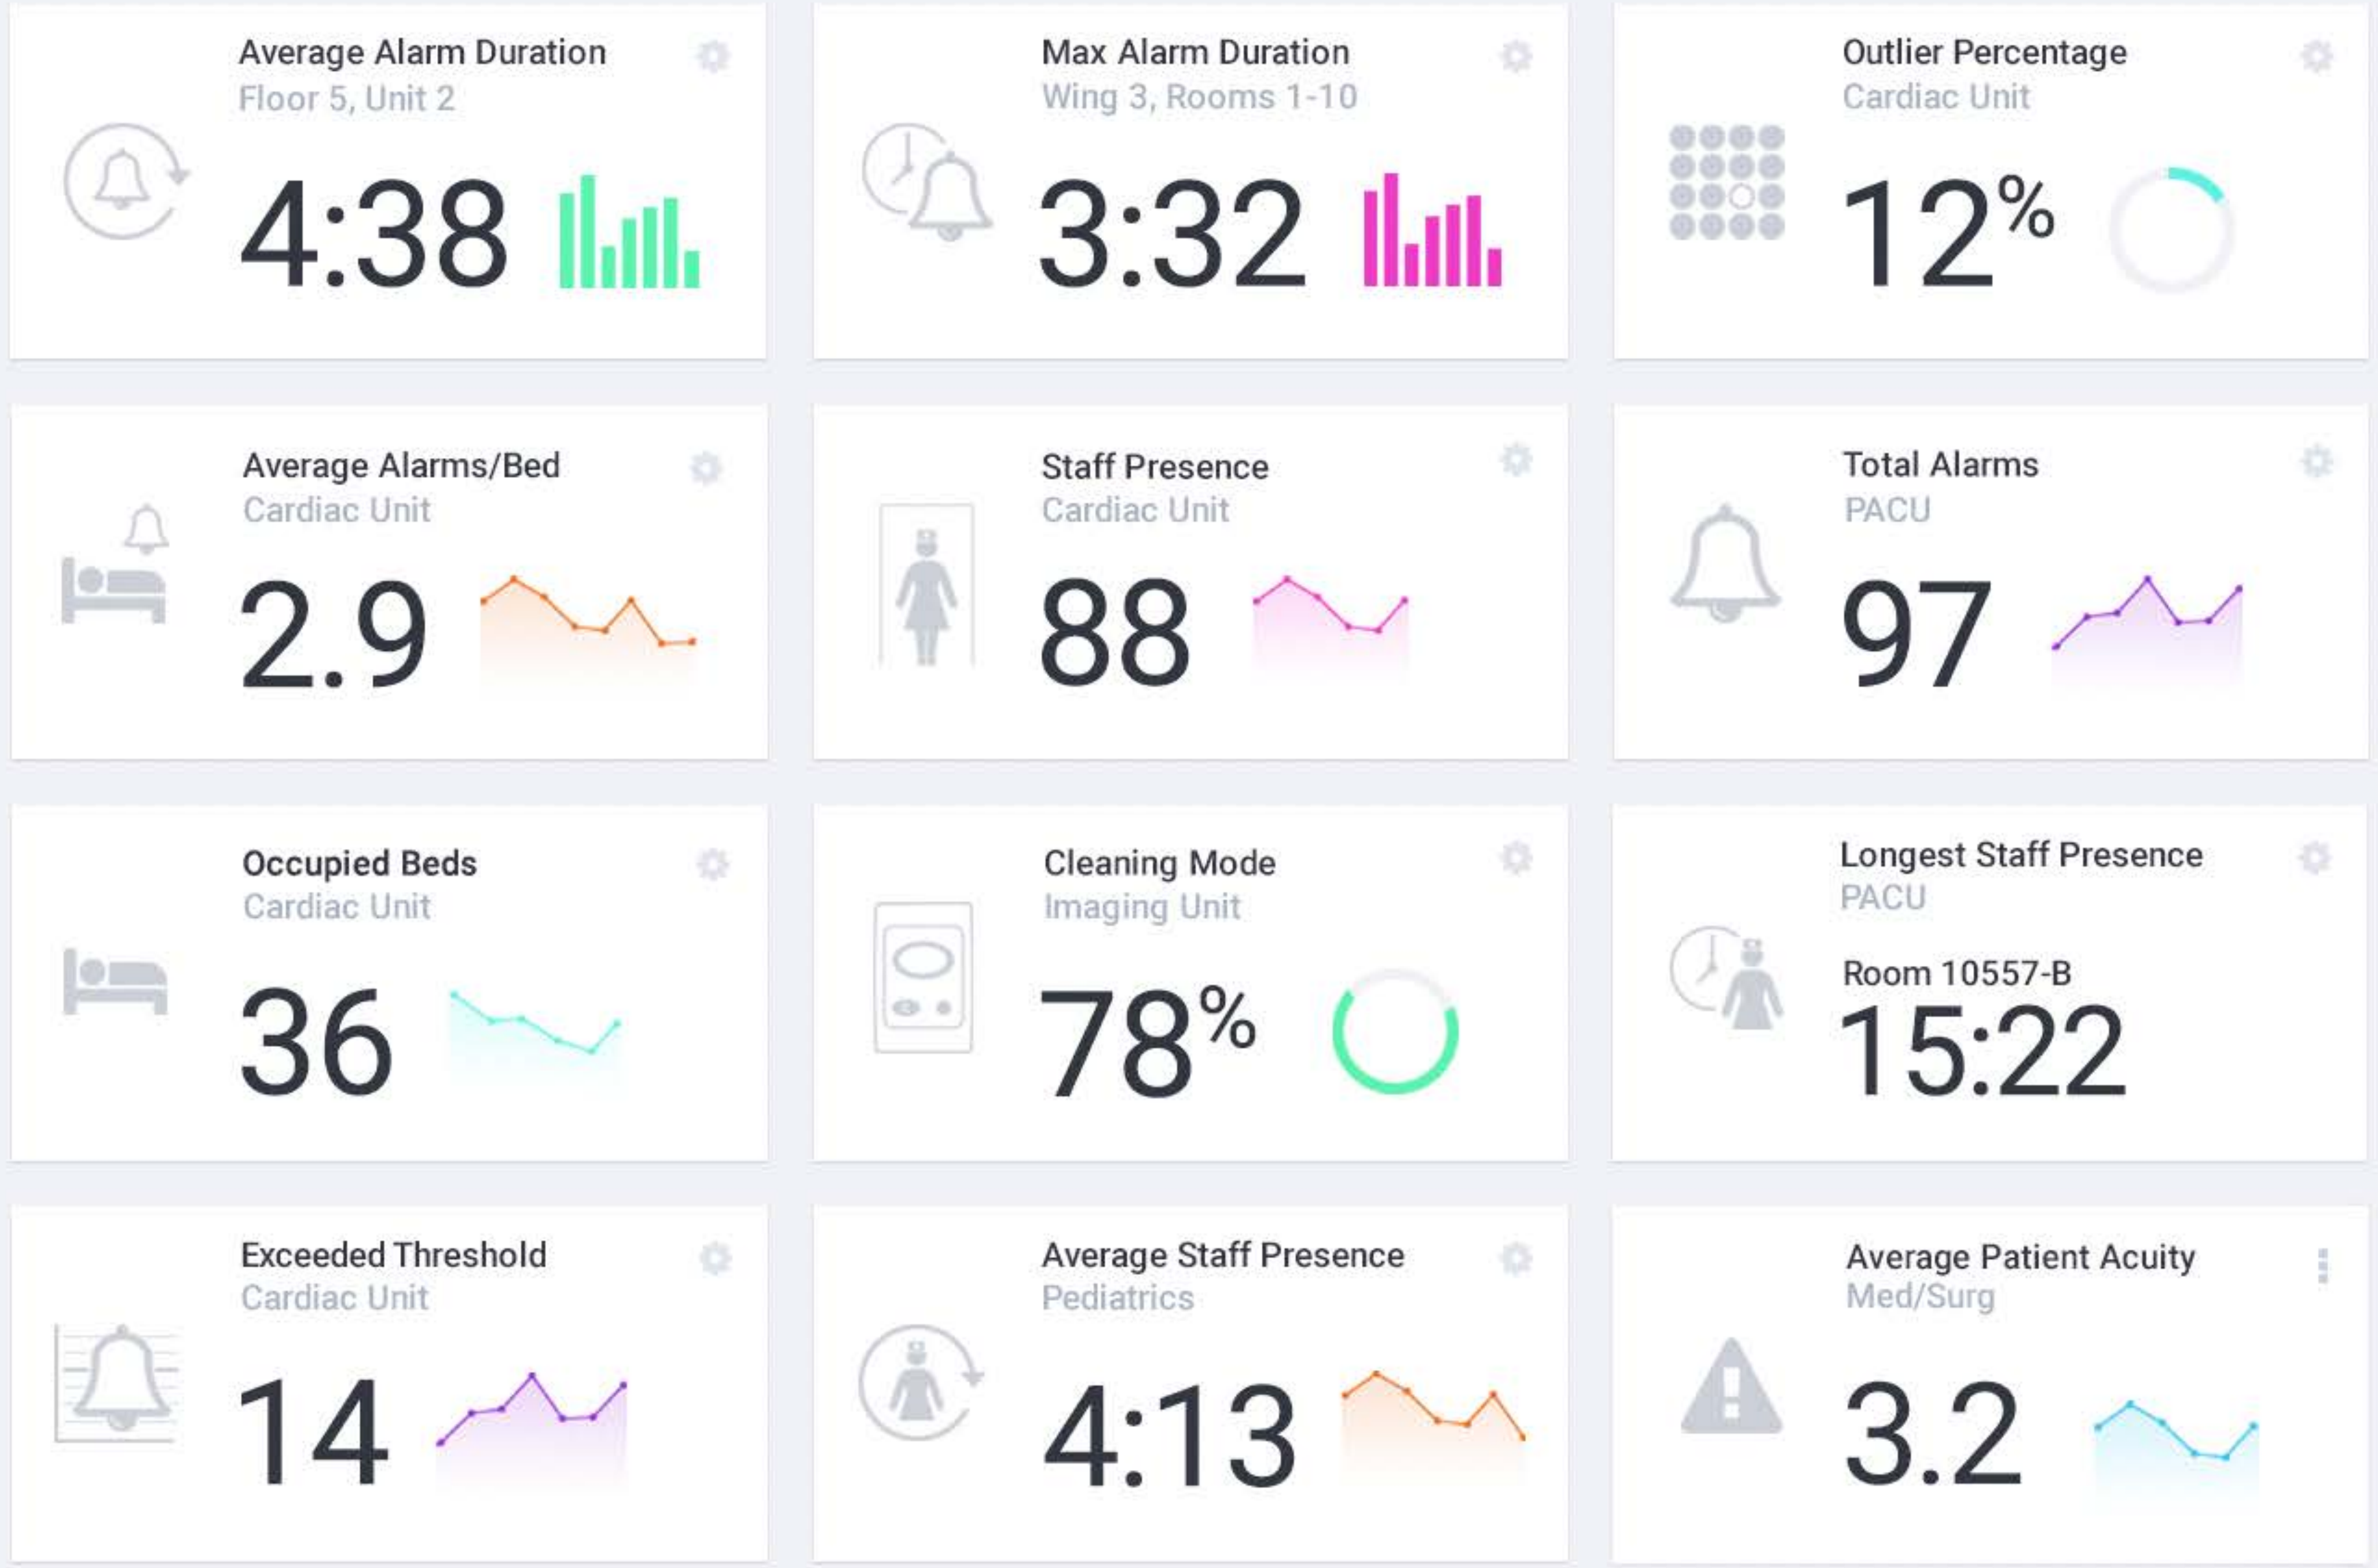 Average Alarm Duration
Floor 5, Unit 2
4:38
Max Alarm Duration
Wing 3, Rooms 1-10
3:32
Outlier Percentage
Cardiac Unit
12%
Average Alarms/Bed
Cardiac Unit
2.9
Staff Presence
Cardiac Unit
88
Total Alarms
PACU
97
Occupied Beds
Cardiac Unit
36
Cleaning Mode
Imaging Unit
78%
Longest Staff Presence
PACU
Room 10557-B
15:22
Exceeded Threshold
Cardiac Unit
14
Average Staff Presence
Pediatrics
4:13
Average Patient Acuity
Med/Surg
3.2